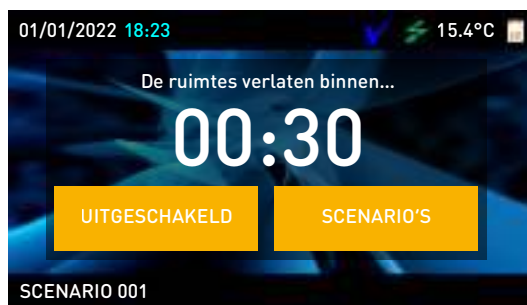 01/01/2022 18:23 15.4°C
De ruimtes verlaten binnen...
00:30
UITGESCHAKELD SCENARIO'S
SCENARIO 001